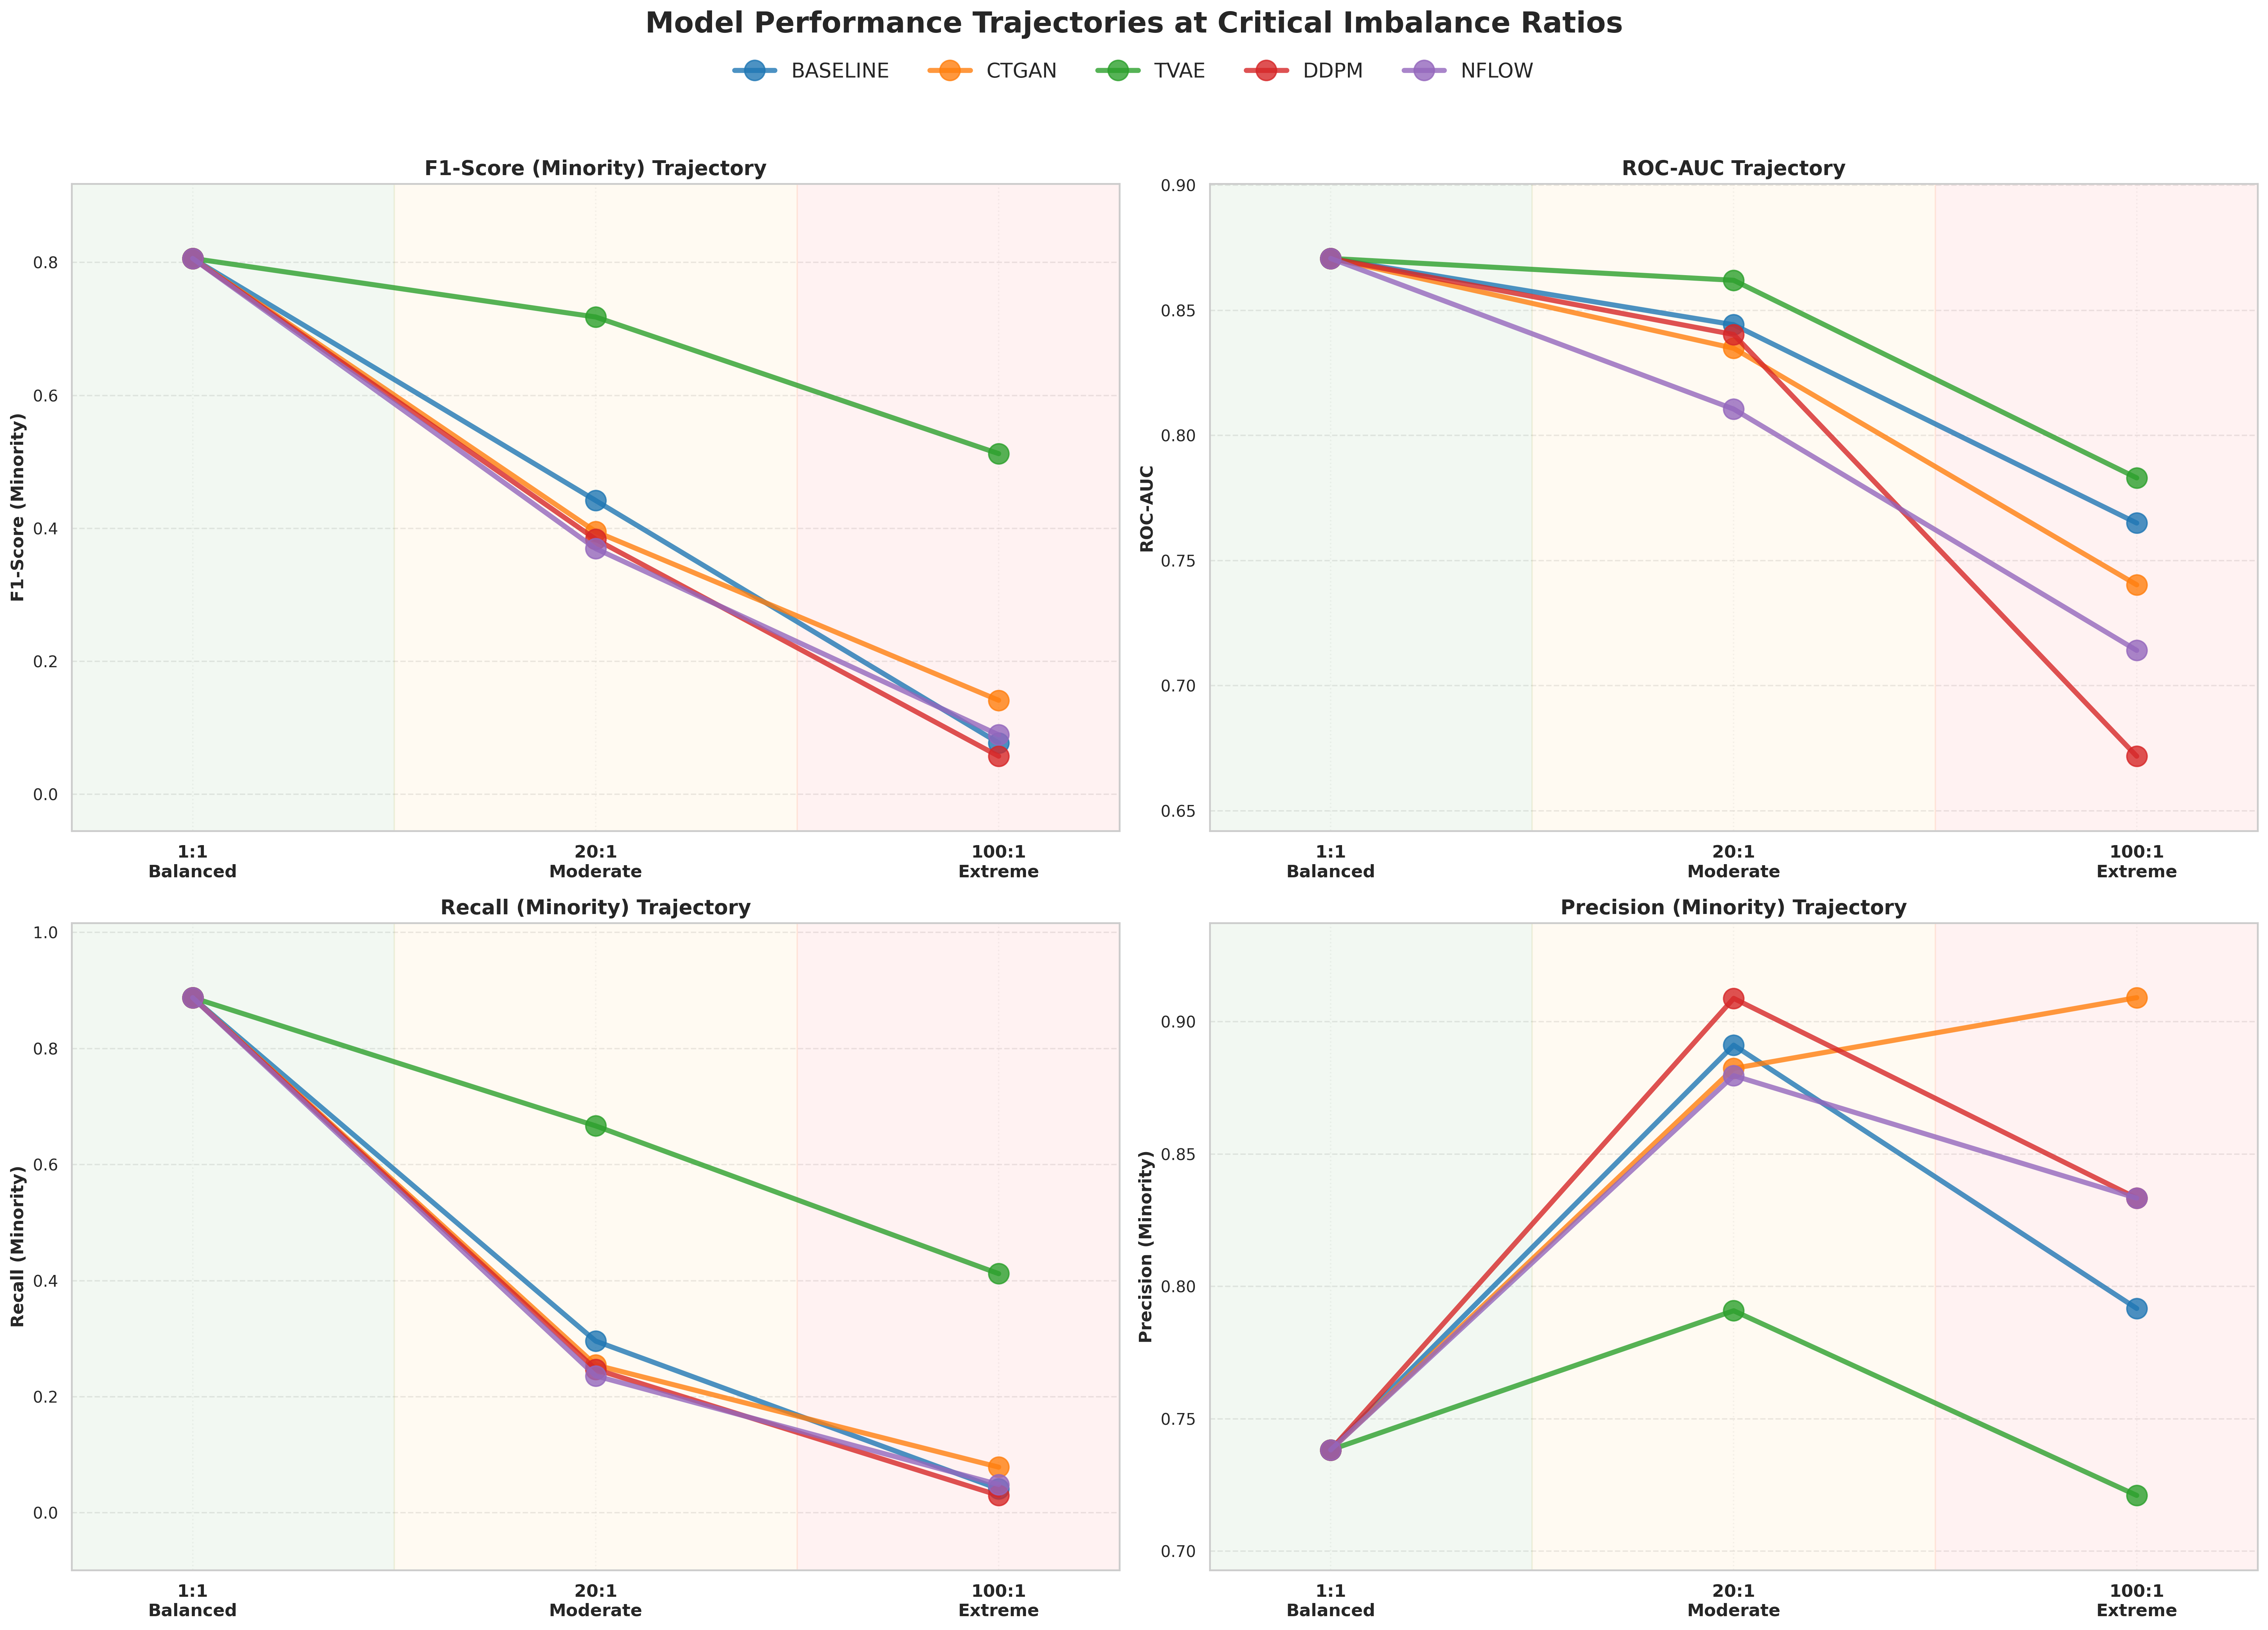 Model Performance Trajectories at Critical Imbalance Ratios
BASELINE CTGAN TVAE DDPM NFLOW
F1-Score (Minority) Trajectory
F1-Score (Minority)
0.8
0.6
0.4
0.2
0.0
1:1 20:1 100:1
Balanced Moderate Extreme
ROC-AUC Trajectory
ROC-AUC
0.90
0.85
0.80
0.75
0.70
0.65
1:1 20:1 100:1
Balanced Moderate Extreme
Recall (Minority) Trajectory
Recall (Minority)
1.0
0.8
0.6
0.4
0.2
0.0
1:1 20:1 100:1
Balanced Moderate Extreme
Precision (Minority) Trajectory
Precision (Minority)
0.90
0.85
0.80
0.75
0.70
1:1 20:1 100:1
Balanced Moderate Extreme